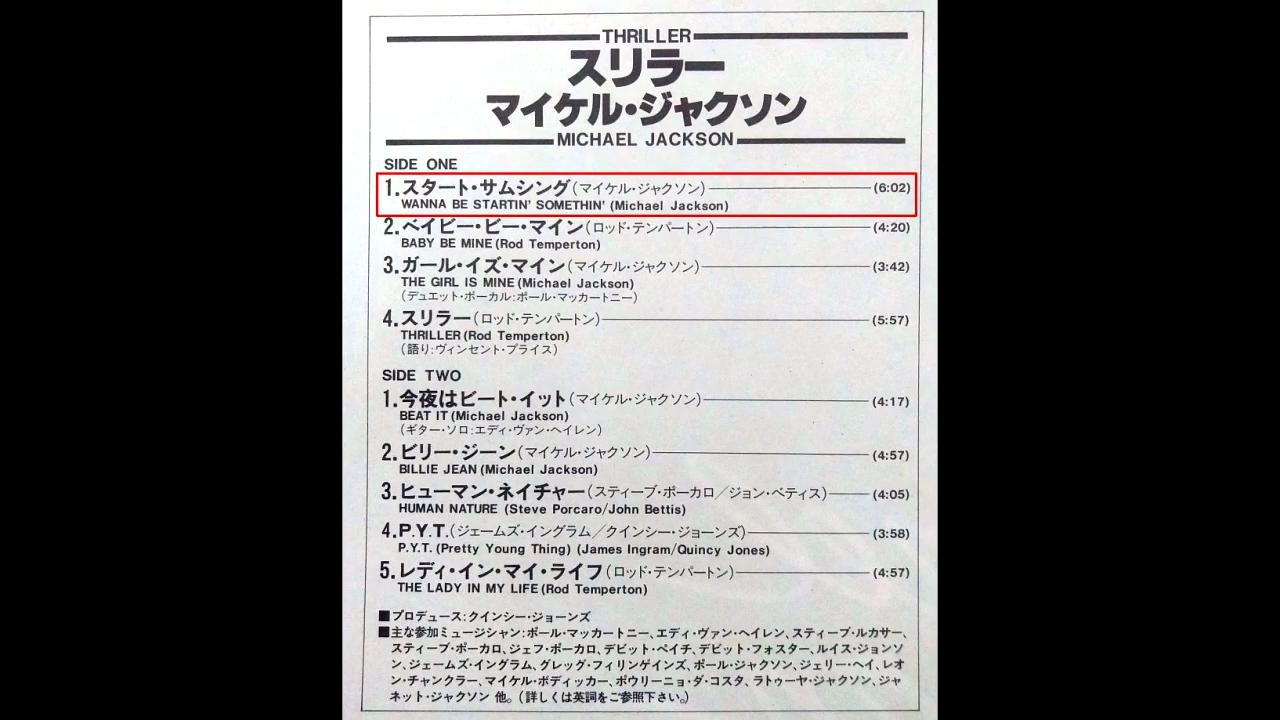 THRILLER
スリラー
マイケル・ジャクソン
MICHAEL JACKSON
SIDE ONE
1.スタート・サムシング(マイケル・ジャクソン) (6:02)
WANNA BE STARTIN' SOMETHIN' (Michael Jackson)
2.ベイビー・ビー・マイン(ロッド・テンパートン) (4:20)
BABY BE MINE (Rod Temperton)
3.ガール・イズ・マイン(マイケル・ジャクソン) (3:42)
THE GIRL IS MINE (Michael Jackson)
(デュエット・ボーカル:ポール・マッカートニー)
4.スリラー(ロッド・テンパートン) (5:57)
THRILLER (Rod Temperton)
(語り:ヴィンセント・プライス)
SIDE TWO
1.今夜はビート・イット(マイケル・ジャクソン) (4:17)
BEAT IT (Michael Jackson)
(ギター・ソロ:エディ・ヴァン・ヘイレン)
2.ビリー・ジーン(マイケル・ジャクソン) (4:57)
BILLIE JEAN (Michael Jackson)
3.ヒューマン・ネイチャー(スティーブ・ポーカロ/ジョン・ベティス) (4:05)
HUMAN NATURE (Steve Porcaro/John Bettis)
4.P.Y.T.(ジェームズ・イングラム/クインシー・ジョーンズ) (3:58)
P.Y.T. (Pretty Young Thing) (James Ingram/Quincy Jones)
5.レディ・イン・マイ・ライフ(ロッド・テンパートン) (4:57)
THE LADY IN MY LIFE (Rod Temperton)
■プロデュース:クインシー・ジョーンズ
■主な参加ミュージシャン:ポール・マッカートニー、エディ・ヴァン・ヘイレン、スティーブ・ルカサー、
スティーブ・ポーカロ、ジェフ・ポーカロ、デビット・ペイチ、デビット・フォスター、ルイス・ジョンソ
ン、ジェームズ・イングラム、グレッグ・フィリンゲインズ、ポール・ジャクソン、ジェリー・ヘイ、レオ
ン・チャンクラー、マイケル・ボディッカー、ポウリーニョ・ダ・コスタ、ラトゥーヤ・ジャクソン、ジャ
ネット・ジャクソン 他。(詳しくは英詞をご参照下さい。)